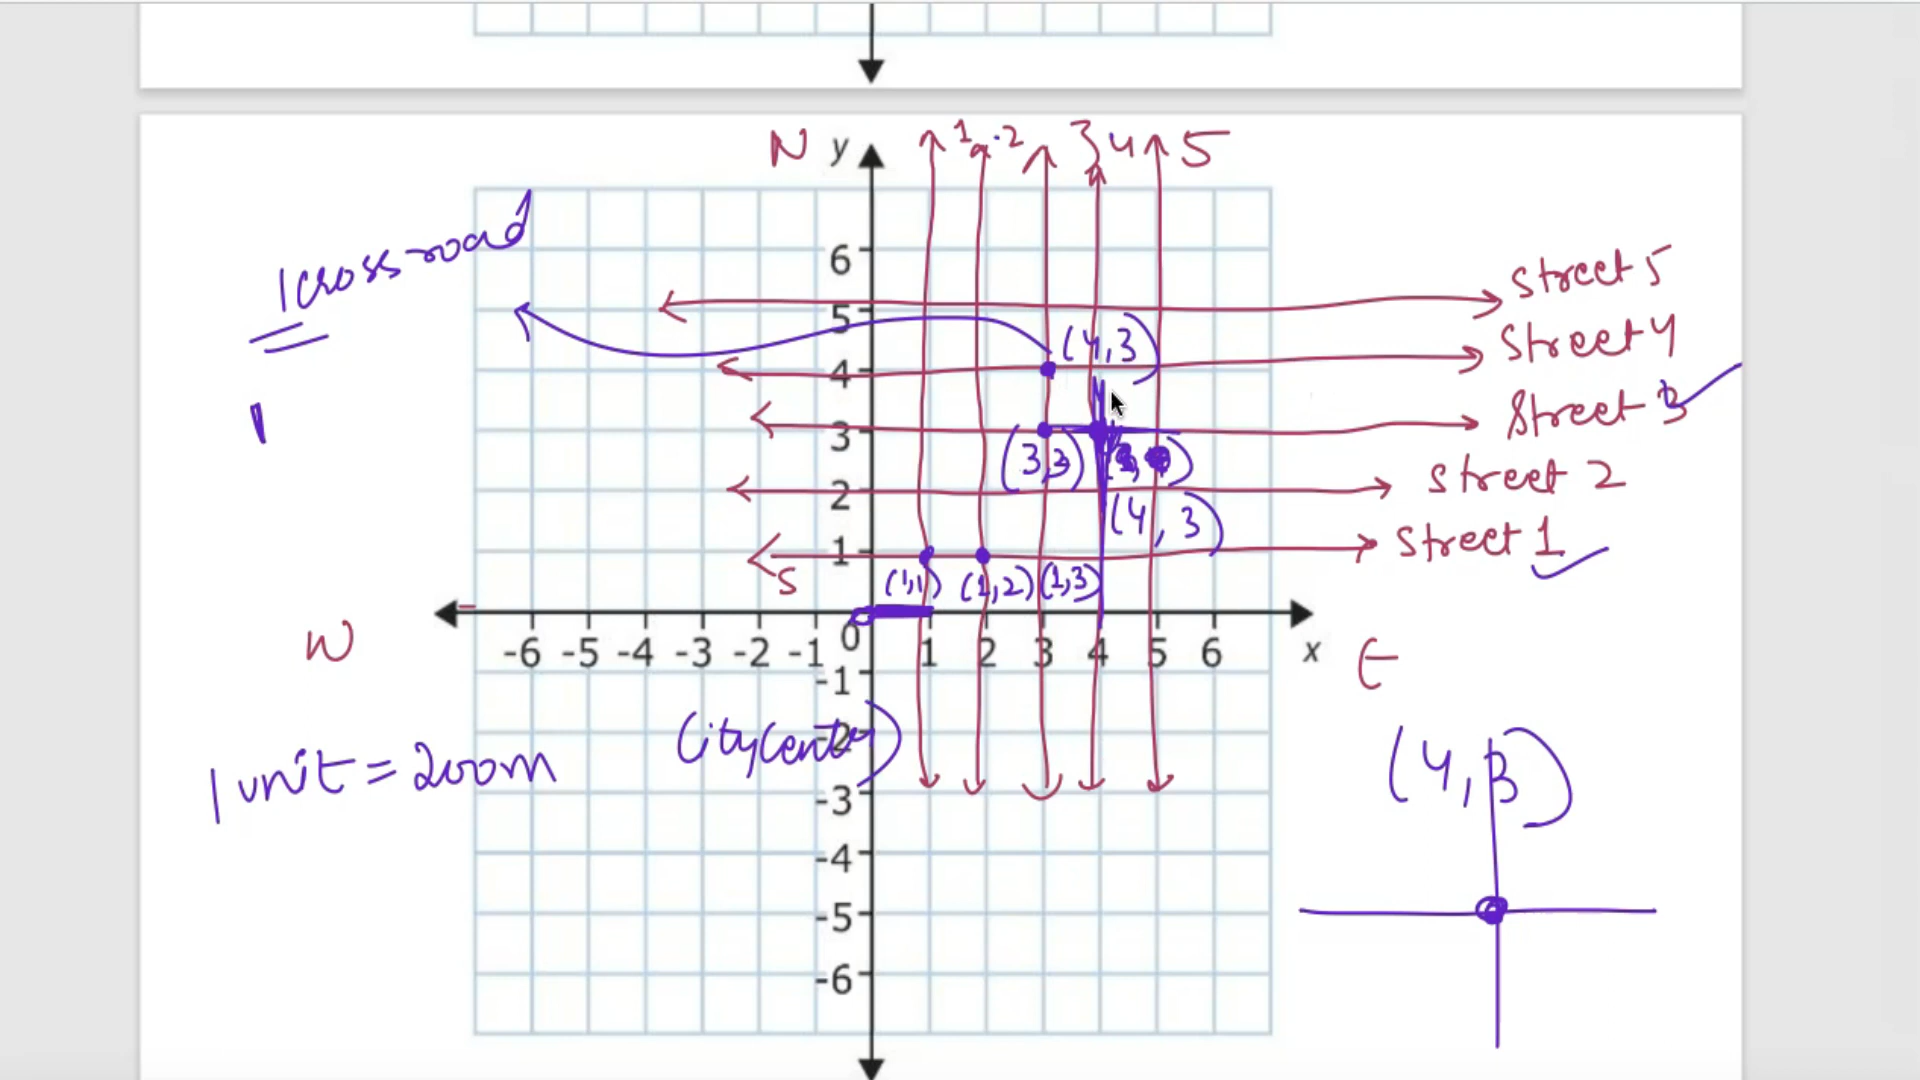 N y 1 2 3 4 5
1 cross road
6
street 5
5
(4,3)
Street 4
4
Street 3
3
(3,3)
2
street 2
(4, 3)
1
street 1
S
(1,1) (1,2) (1,3)
W
0
-6 -5 -4 -3 -2 -1 1 2 3 4 5 6 x E
-1
(City Center)
-2
1 unit = 200m
(4,3)
-3
-4
-5
-6